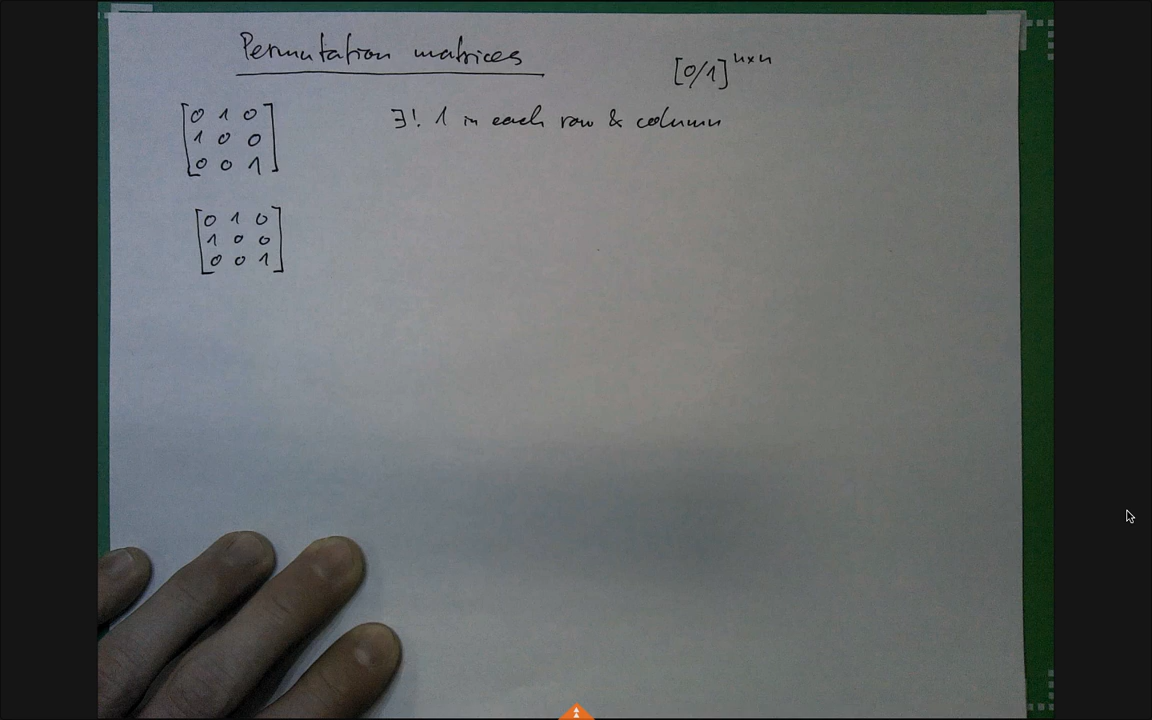 Permutation matrices
[0/1]^{n×n}
[0 1 0
1 0 0
0 0 1]
∃! 1 in each row & column
[0 1 0
1 0 0
0 0 1]